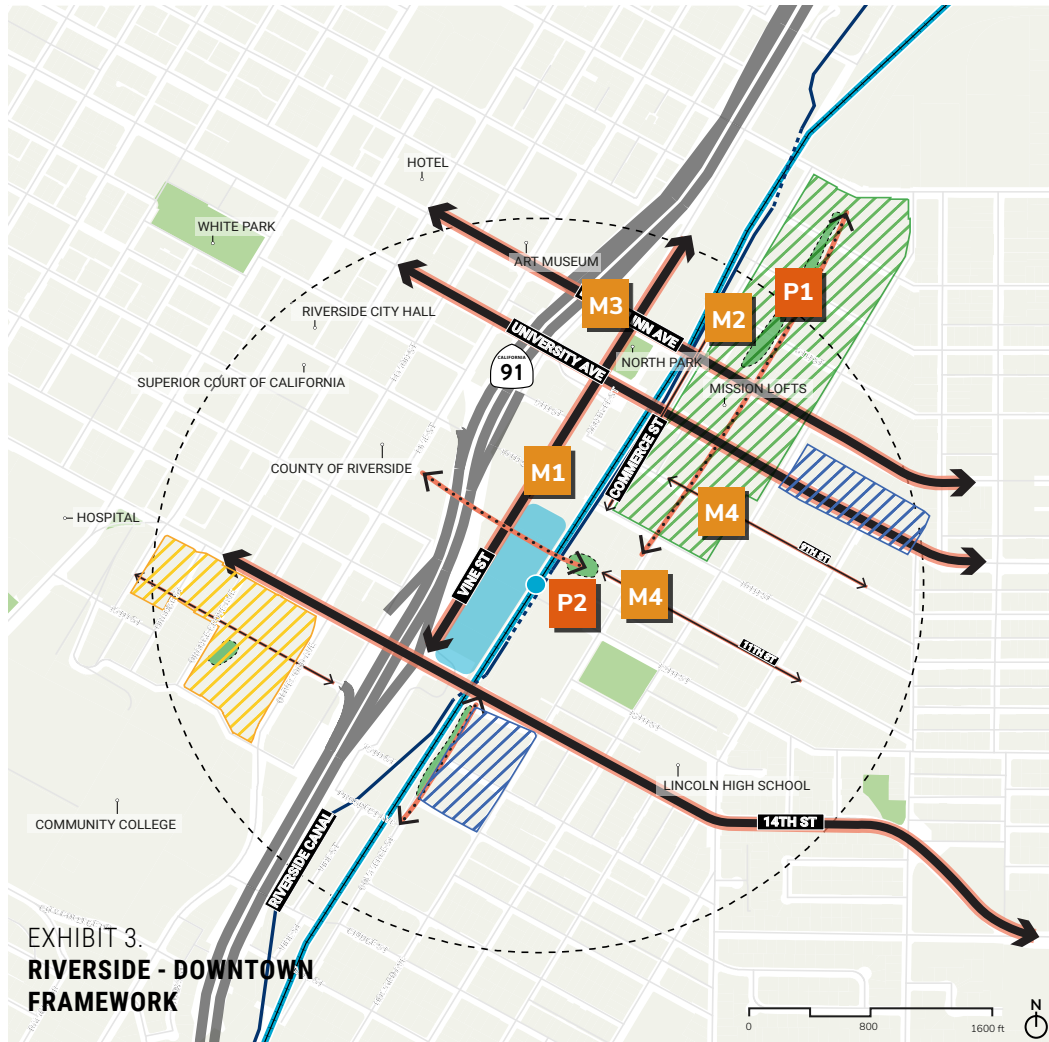 HOTEL
WHITE PARK
ART MUSEUM
P1
M3
M2
RIVERSIDE CITY HALL
INN AVE
UNIVERSITY AVE
NORTH PARK
CALIFORNIA
91
SUPERIOR COURT OF CALIFORNIA
MISSION LOFTS
COMMERCE ST
COUNTY OF RIVERSIDE
M1
M4
HOSPITAL
9TH ST
VINE ST
P2
M4
11TH ST
LINCOLN HIGH SCHOOL
COMMUNITY COLLEGE
14TH ST
RIVERSIDE CANAL
EXHIBIT 3.
RIVERSIDE - DOWNTOWN
FRAMEWORK
N
0
800
1600 ft